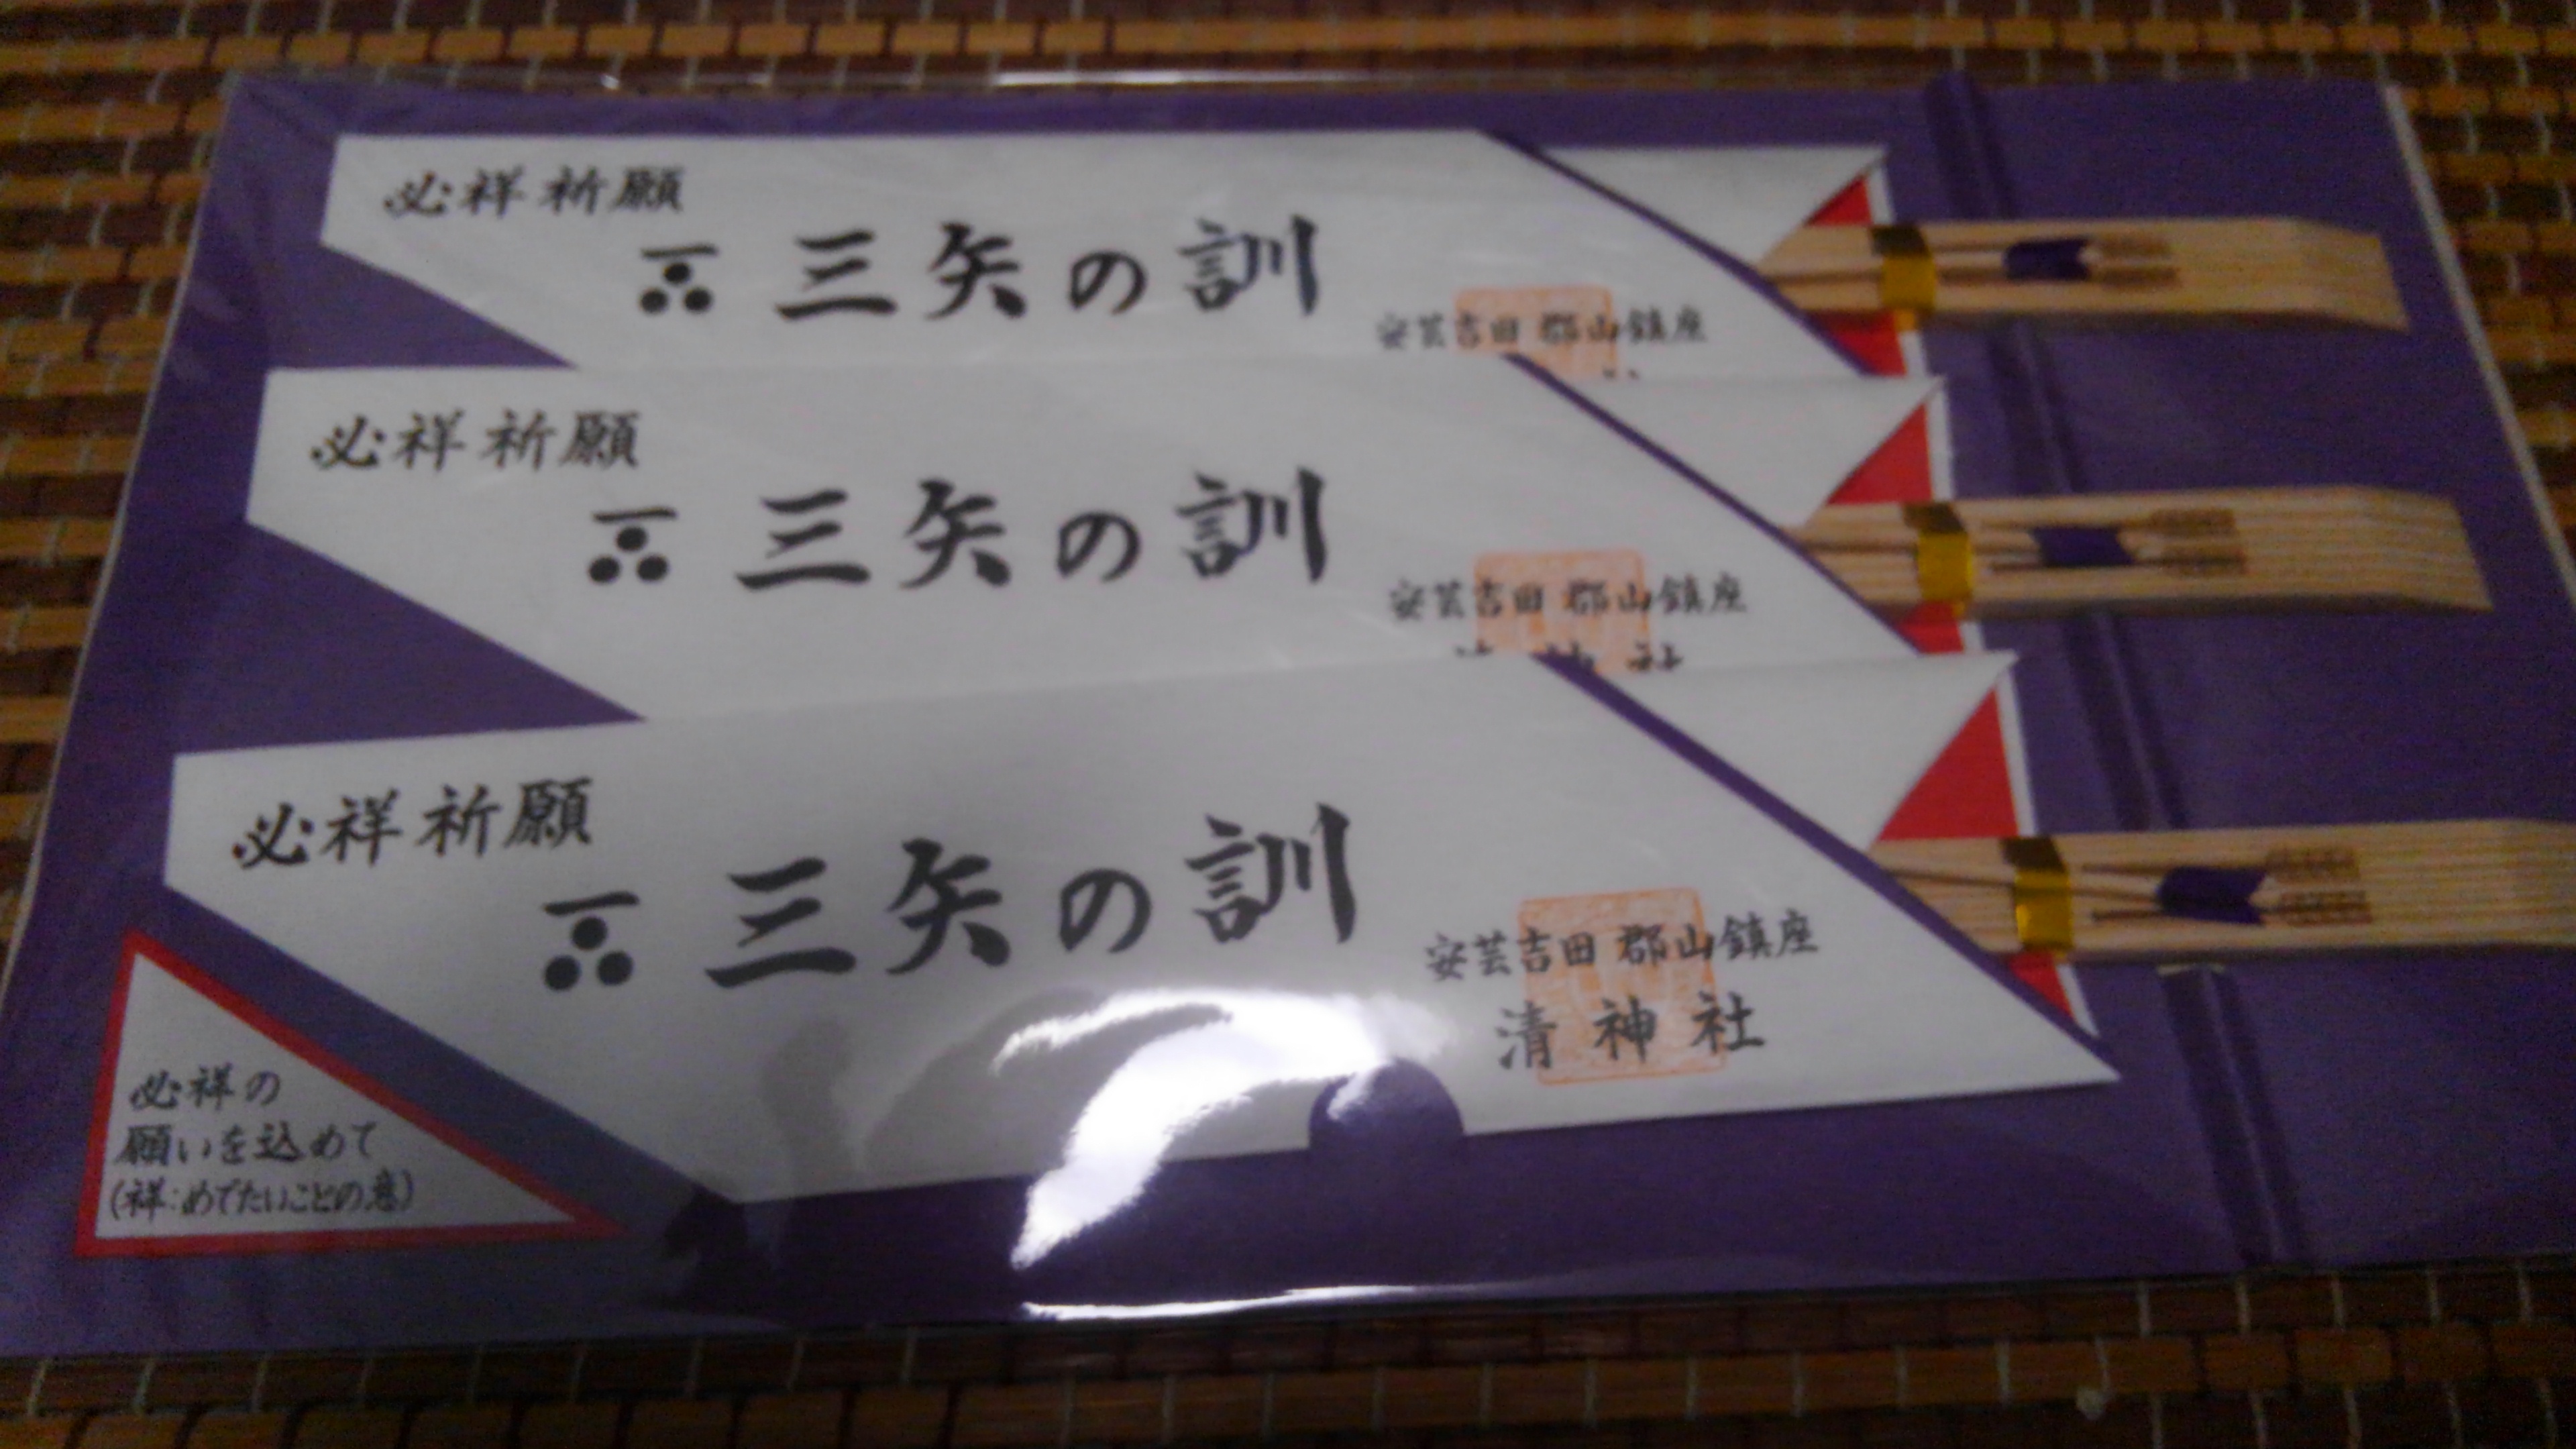 必祥祈願
三矢の訓
安芸吉田 郡山鎮座
必祥祈願
三矢の訓
安芸吉田 郡山鎮座
清神社
必祥祈願
三矢の訓
安芸吉田 郡山鎮座
清神社
必祥の
願いを込めて
(祥:めでたいことの意)